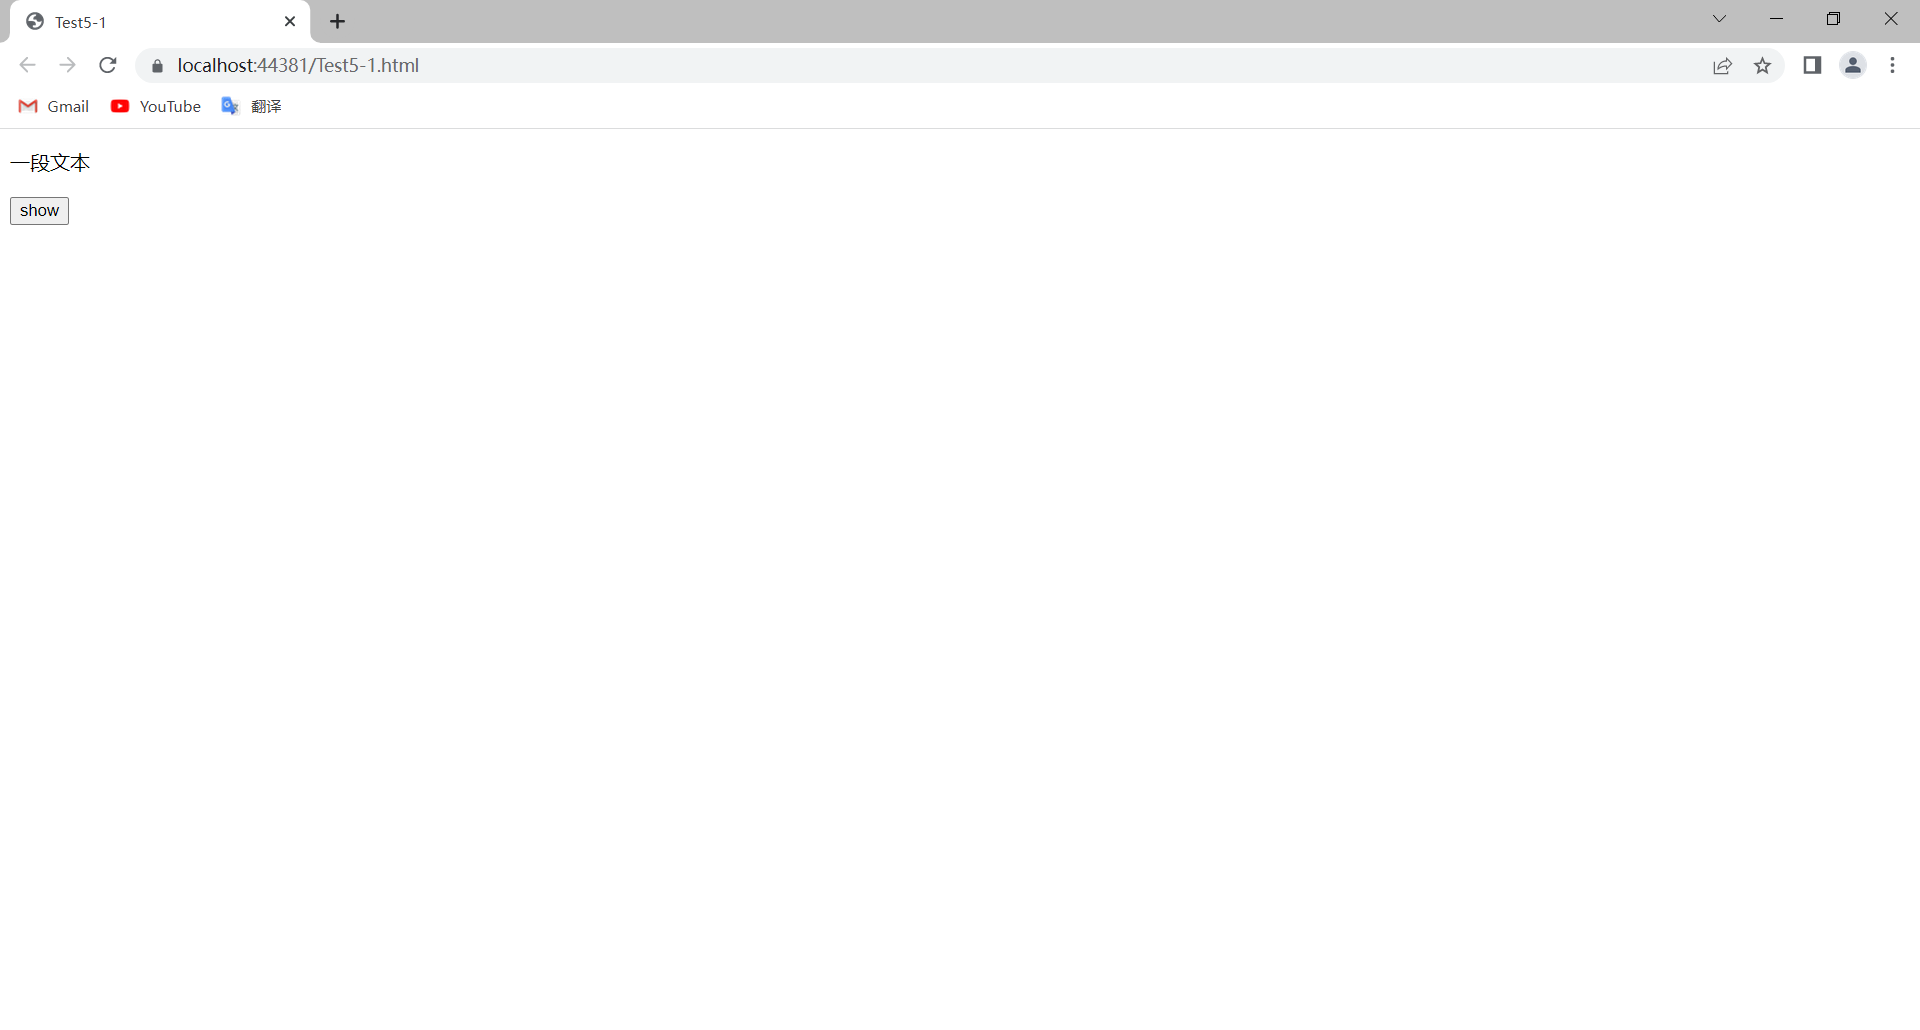 Test5-1
localhost:44381/Test5-1.html
Gmail YouTube 翻译
一段文本
show